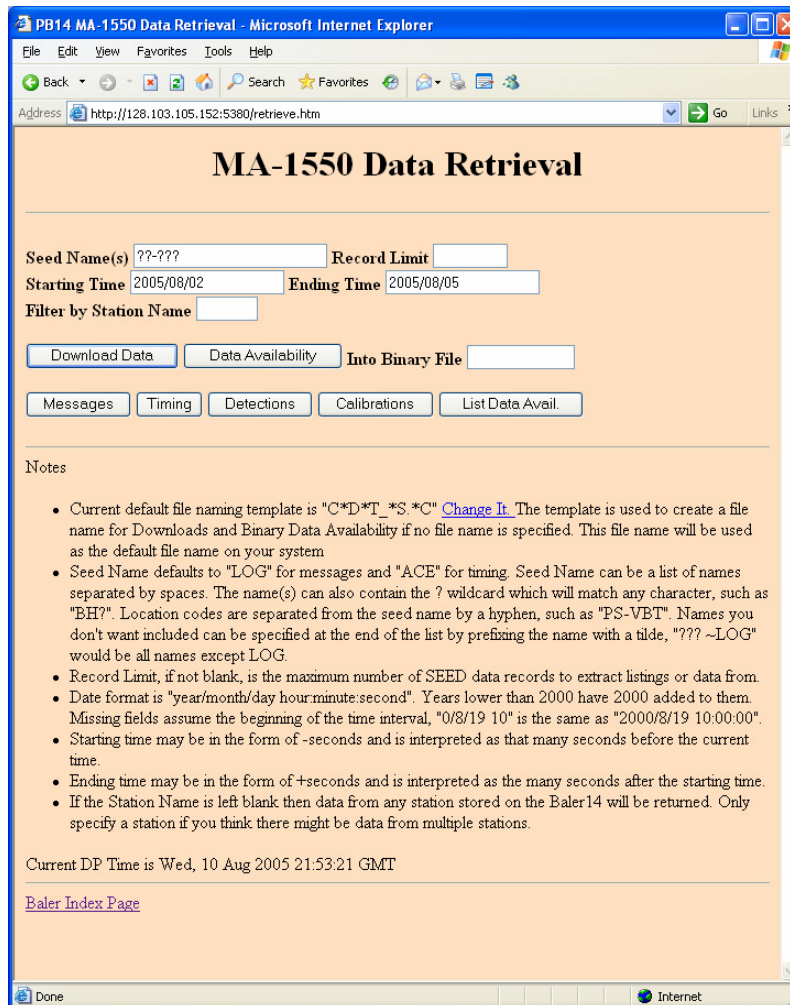 PB14 MA-1550 Data Retrieval - Microsoft Internet Explorer
File Edit View Favorites Tools Help
Back Search Favorites
Address http://128.103.105.152:5380/retrieve.htm Go Links
MA-1550 Data Retrieval
Seed Name(s) ??-??? Record Limit
Starting Time 2005/08/02 Ending Time 2005/08/05
Filter by Station Name
Download Data Data Availability Into Binary File
Messages Timing Detections Calibrations List Data Avail.
Notes
• Current default file naming template is "C*D*T_*S.*C" Change It. The template is used to create a file
name for Downloads and Binary Data Availability if no file name is specified. This file name will be used
as the default file name on your system
• Seed Name defaults to "LOG" for messages and "ACE" for timing. Seed Name can be a list of names
separated by spaces. The name(s) can also contain the ? wildcard which will match any character, such as
"BH?". Location codes are separated from the seed name by a hyphen, such as "PS-VBT". Names you
don't want included can be specified at the end of the list by prefixing the name with a tilde, "??? ~LOG"
would be all names except LOG.
• Record Limit, if not blank, is the maximum number of SEED data records to extract listings or data from.
• Date format is "year/month/day hour:minute:second". Years lower than 2000 have 2000 added to them.
Missing fields assume the beginning of the time interval, "0/8/19 10" is the same as "2000/8/19 10:00:00".
• Starting time may be in the form of -seconds and is interpreted as that many seconds before the current
time.
• Ending time may be in the form of +seconds and is interpreted as the many seconds after the starting time.
• If the Station Name is left blank then data from any station stored on the Baler14 will be returned. Only
specify a station if you think there might be data from multiple stations.
Current DP Time is Wed, 10 Aug 2005 21:53:21 GMT
Baler Index Page
Done Internet